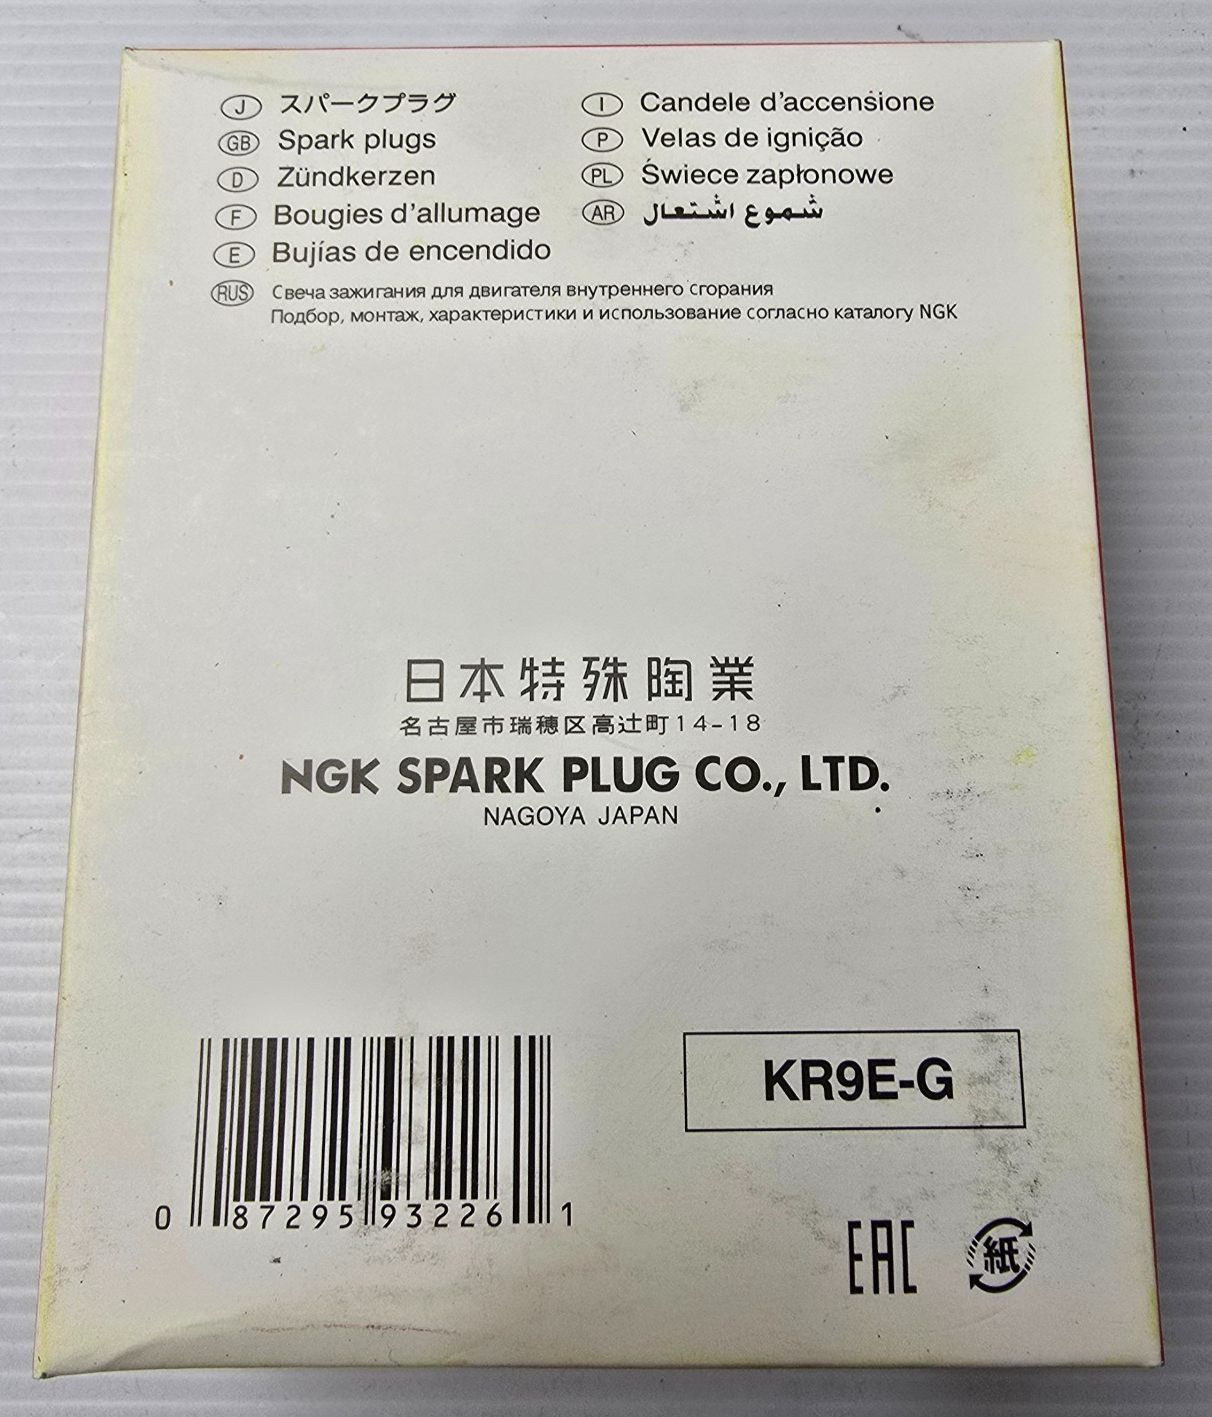 J スパークプラグ
GB Spark plugs
D Zündkerzen
F Bougies d'allumage
E Bujías de encendido
I Candele d'accensione
P Velas de ignição
PL Świece zapłonowe
AR شموع اشتعال
RUS Свеча зажигания для двигателя внутреннего сгорания
Подбор, монтаж, характеристики и использование согласно каталогу NGK
日本特殊陶業
名古屋市瑞穂区高辻町14-18
NGK SPARK PLUG CO., LTD.
NAGOYA JAPAN
KR9E-G
0 87295 93226 1
EAC
紙